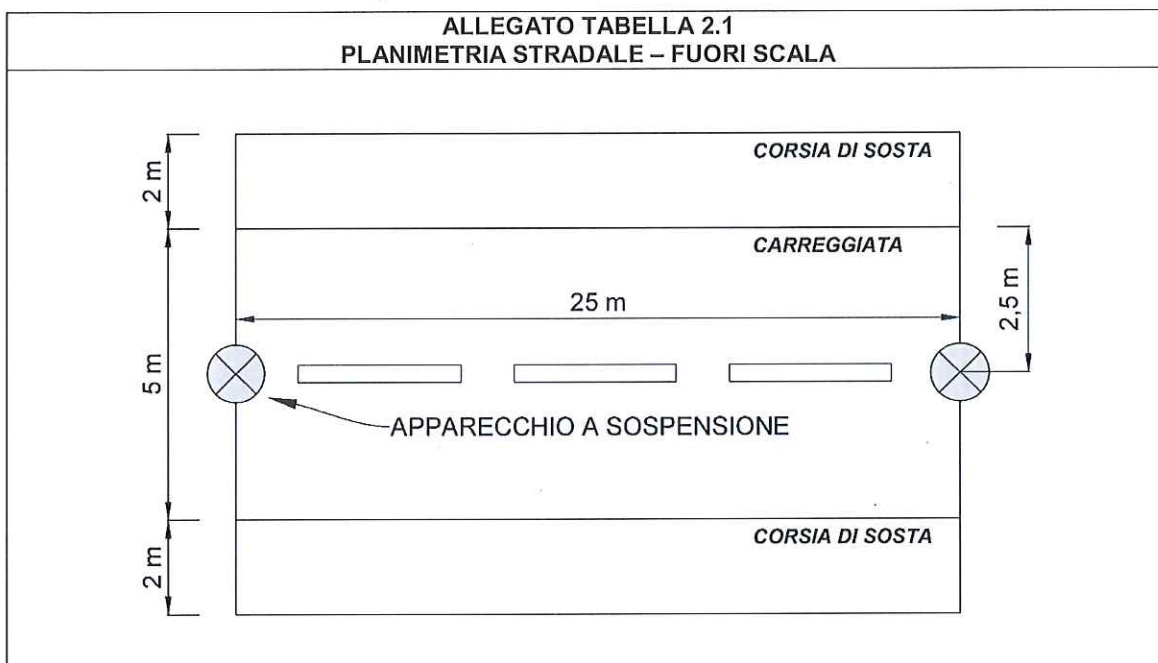 ALLEGATO TABELLA 2.1
PLANIMETRIA STRADALE – FUORI SCALA
CORSIA DI SOSTA
2 m
CARREGGIATA
25 m
2,5 m
5 m
APPARECCHIO A SOSPENSIONE
CORSIA DI SOSTA
2 m